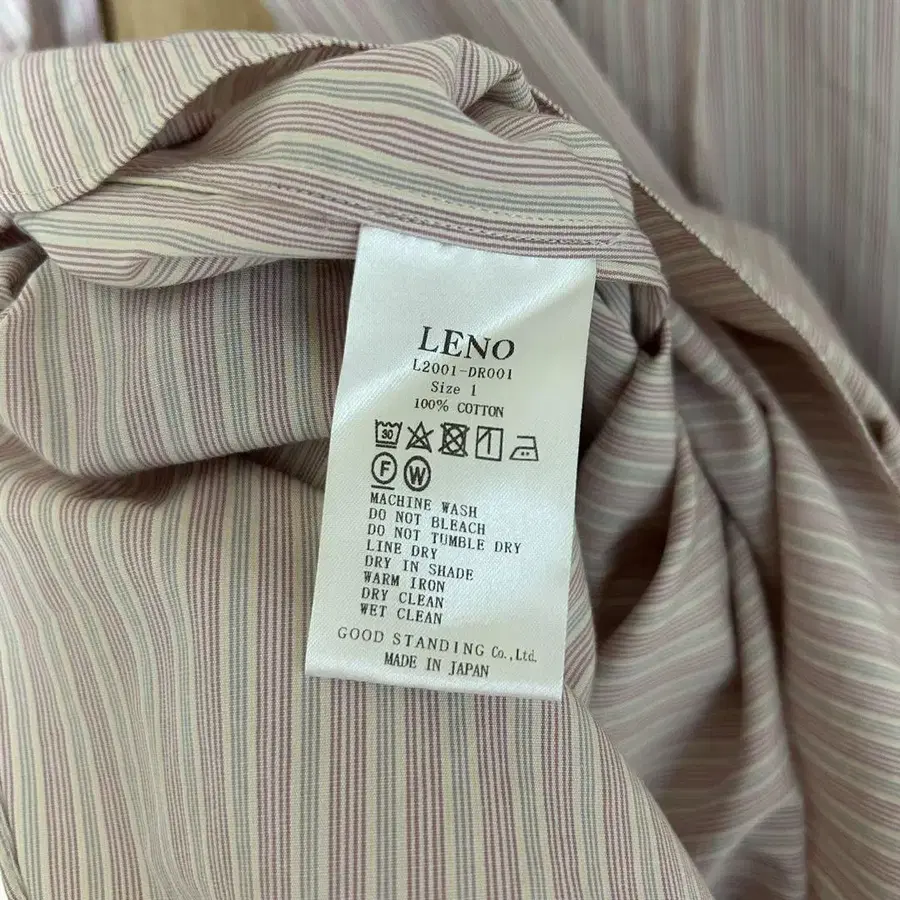 LENO
L2001-DR001
Size 1
100% COTTON
30
F W
MACHINE WASH
DO NOT BLEACH
DO NOT TUMBLE DRY
LINE DRY
DRY IN SHADE
WARM IRON
DRY CLEAN
WET CLEAN
GOOD STANDING Co.,Ltd.
MADE IN JAPAN